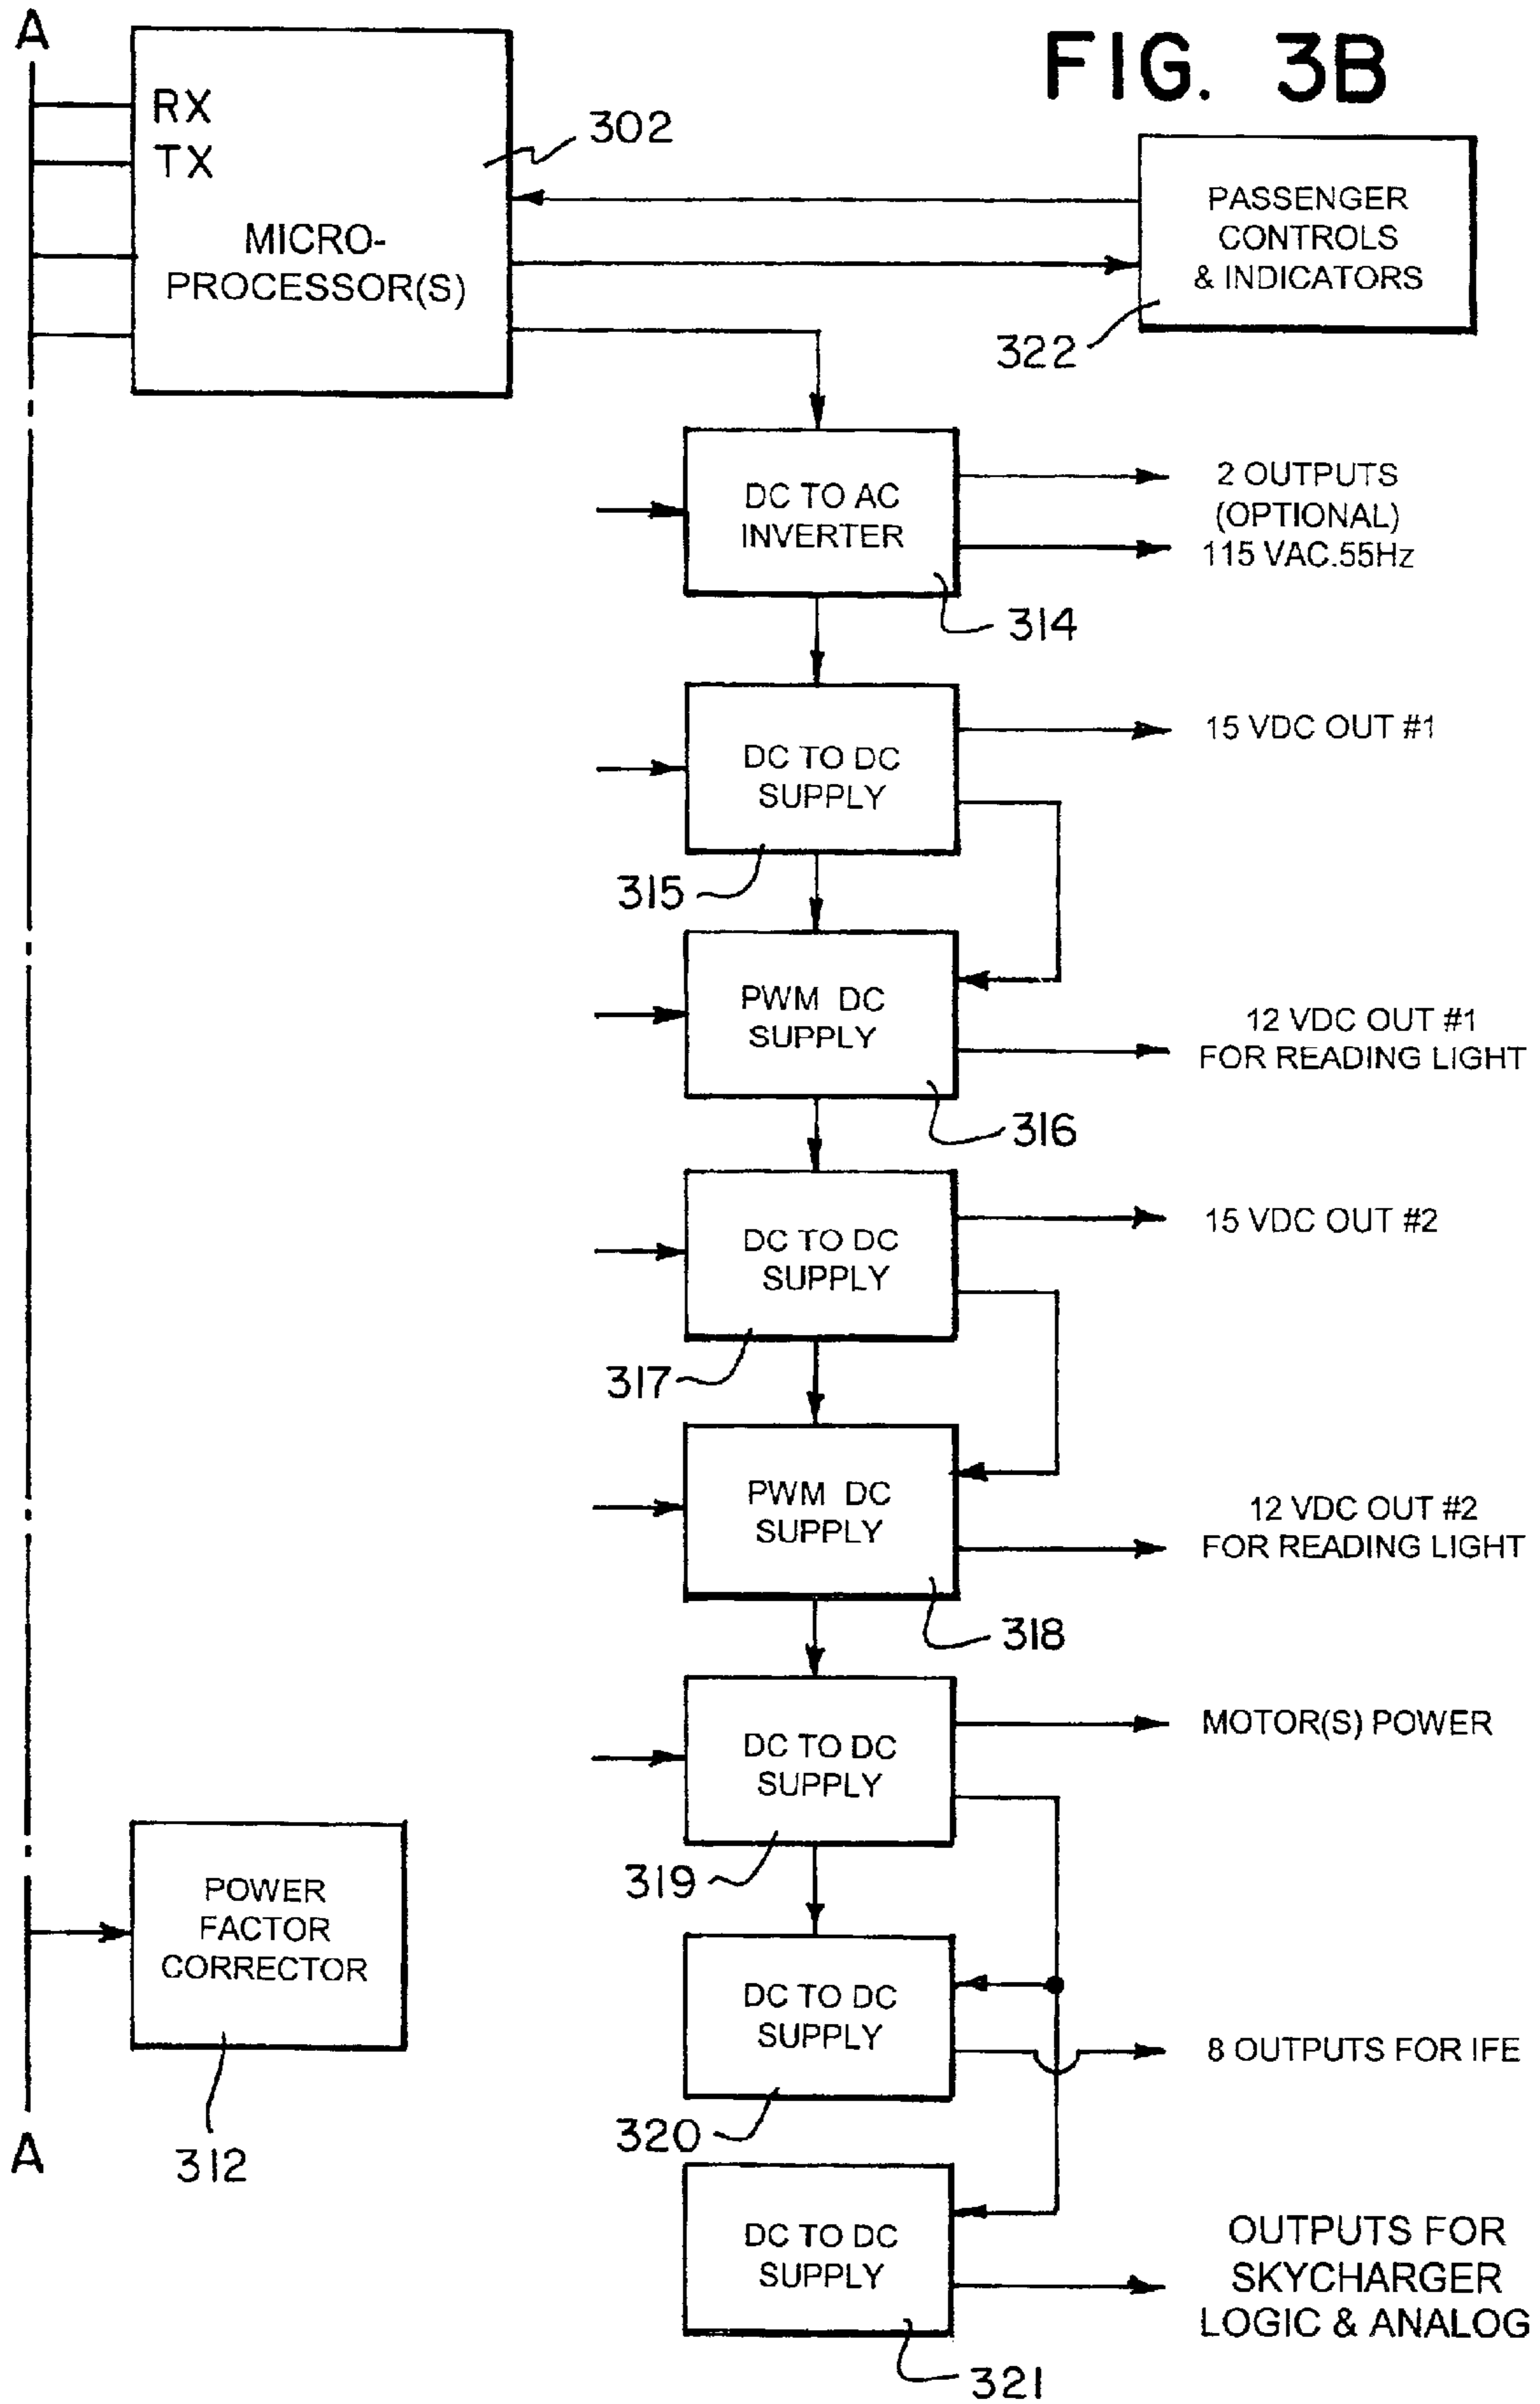 A
FIG. 3B
RX
TX
302
MICRO-
PROCESSOR(S)
PASSENGER
CONTROLS
& INDICATORS
322
DC TO AC
INVERTER
2 OUTPUTS
(OPTIONAL)
115 VAC.55Hz
314
DC TO DC
SUPPLY
15 VDC OUT #1
315
PWM DC
SUPPLY
12 VDC OUT #1
FOR READING LIGHT
316
DC TO DC
SUPPLY
15 VDC OUT #2
317
PWM DC
SUPPLY
12 VDC OUT #2
FOR READING LIGHT
318
DC TO DC
SUPPLY
MOTOR(S) POWER
319
POWER
FACTOR
CORRECTOR
312
DC TO DC
SUPPLY
8 OUTPUTS FOR IFE
320
A
DC TO DC
SUPPLY
OUTPUTS FOR
SKYCHARGER
LOGIC & ANALOG
321